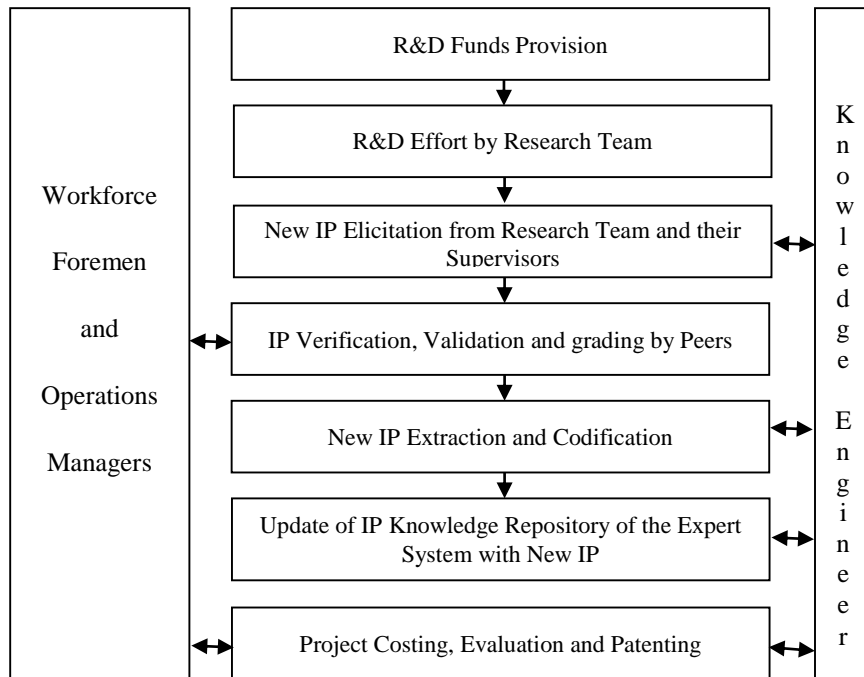 R&D Funds Provision
R&D Effort by Research Team
New IP Elicitation from Research Team and their
Supervisors
IP Verification, Validation and grading by Peers
New IP Extraction and Codification
Update of IP Knowledge Repository of the Expert
System with New IP
Project Costing, Evaluation and Patenting
Workforce
Foremen
and
Operations
Managers
K
n
o
w
l
e
d
g
e
E
n
g
i
n
e
e
r